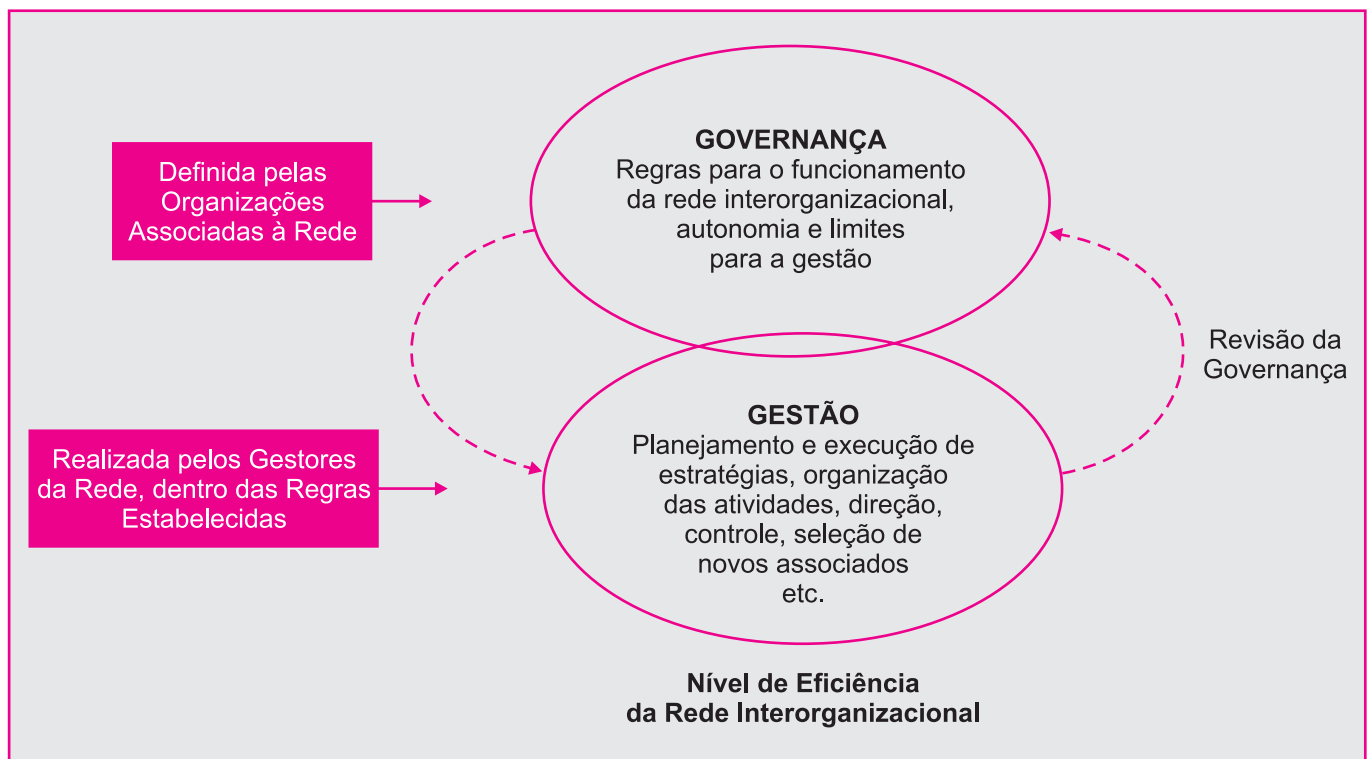 GOVERNANÇA
Regras para o funcionamento
da rede interorganizacional,
autonomia e limites
para a gestão
Definida pelas
Organizações
Associadas à Rede
Revisão da
Governança
GESTÃO
Planejamento e execução de
estratégias, organização
das atividades, direção,
controle, seleção de
novos associados
etc.
Realizada pelos Gestores
da Rede, dentro das Regras
Estabelecidas
Nível de Eficiência
da Rede Interorganizacional